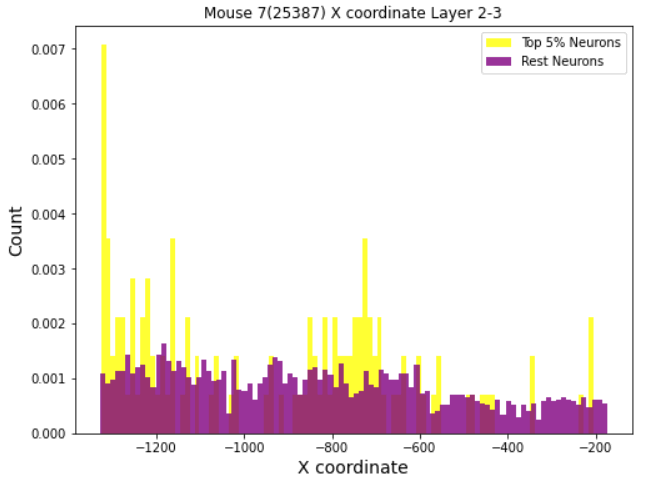 Mouse 7(25387) X coordinate Layer 2-3
Top 5% Neurons
Rest Neurons
0.007
0.006
0.005
0.004
0.003
0.002
0.001
0.000
Count
−1200 −1000 −800 −600 −400 −200
X coordinate